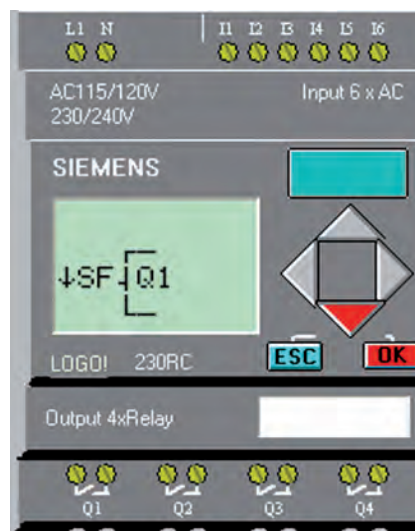 L1 N I1 I2 I3 I4 I5 I6
AC115/120V Input 6 x AC
230/240V
SIEMENS
↓SF Q1
ESC OK
LOGO! 230RC
Output 4xRelay
Q1 Q2 Q3 Q4